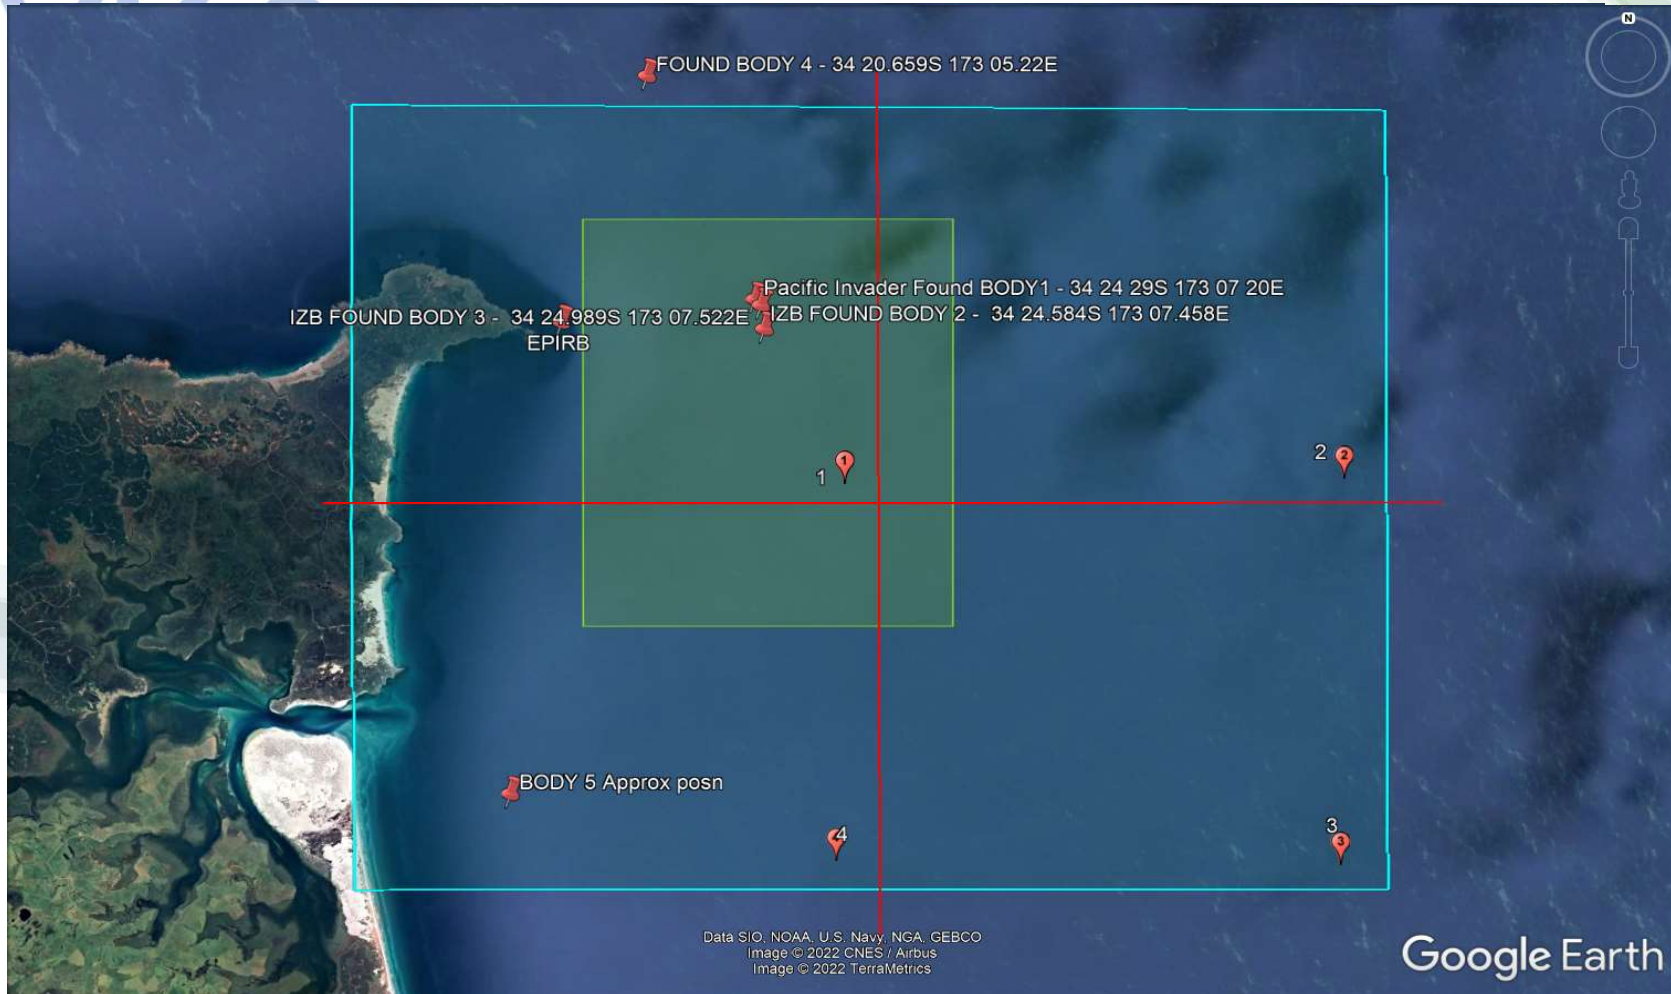 N
FOUND BODY 4 - 34 20.659S 173 05.22E
Pacific Invader Found BODY1 - 34 24 29S 173 07 20E
IZB FOUND BODY 3 - 34 24.989S 173 07.522E
IZB FOUND BODY 2 - 34 24.584S 173 07.458E
EPIRB
1
1
2
2
BODY 5 Approx posn
4
3
3
Data SIO, NOAA, U.S. Navy, NGA, GEBCO
Image © 2022 CNES / Airbus
Image © 2022 TerraMetrics
Google Earth